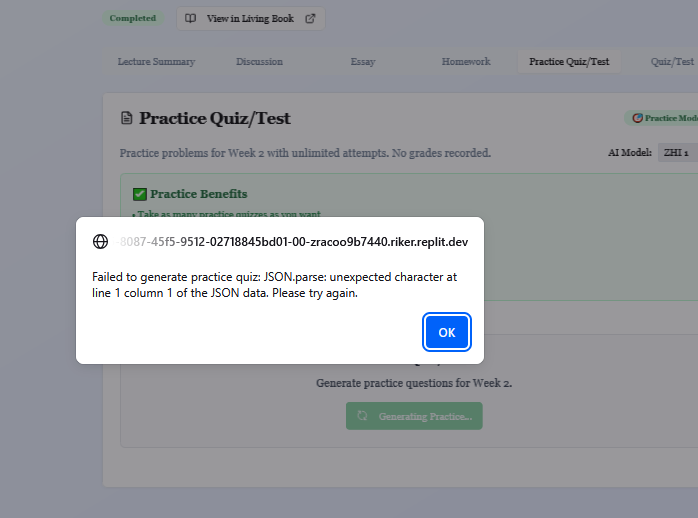 Completed
View in Living Book
Lecture Summary
Discussion
Essay
Homework
Practice Quiz/Test
Quiz/Test
Practice Quiz/Test
Practice Mode
Practice problems for Week 2 with unlimited attempts. No grades recorded.
AI Model:
ZHI 1
Practice Benefits
• Take as many practice quizzes as you want
8087-45f5-9512-02718845bd01-00-zracoo9b7440.riker.replit.dev
Failed to generate practice quiz: JSON.parse: unexpected character at
line 1 column 1 of the JSON data. Please try again.
OK
Generate practice questions for Week 2.
Generating Practice...